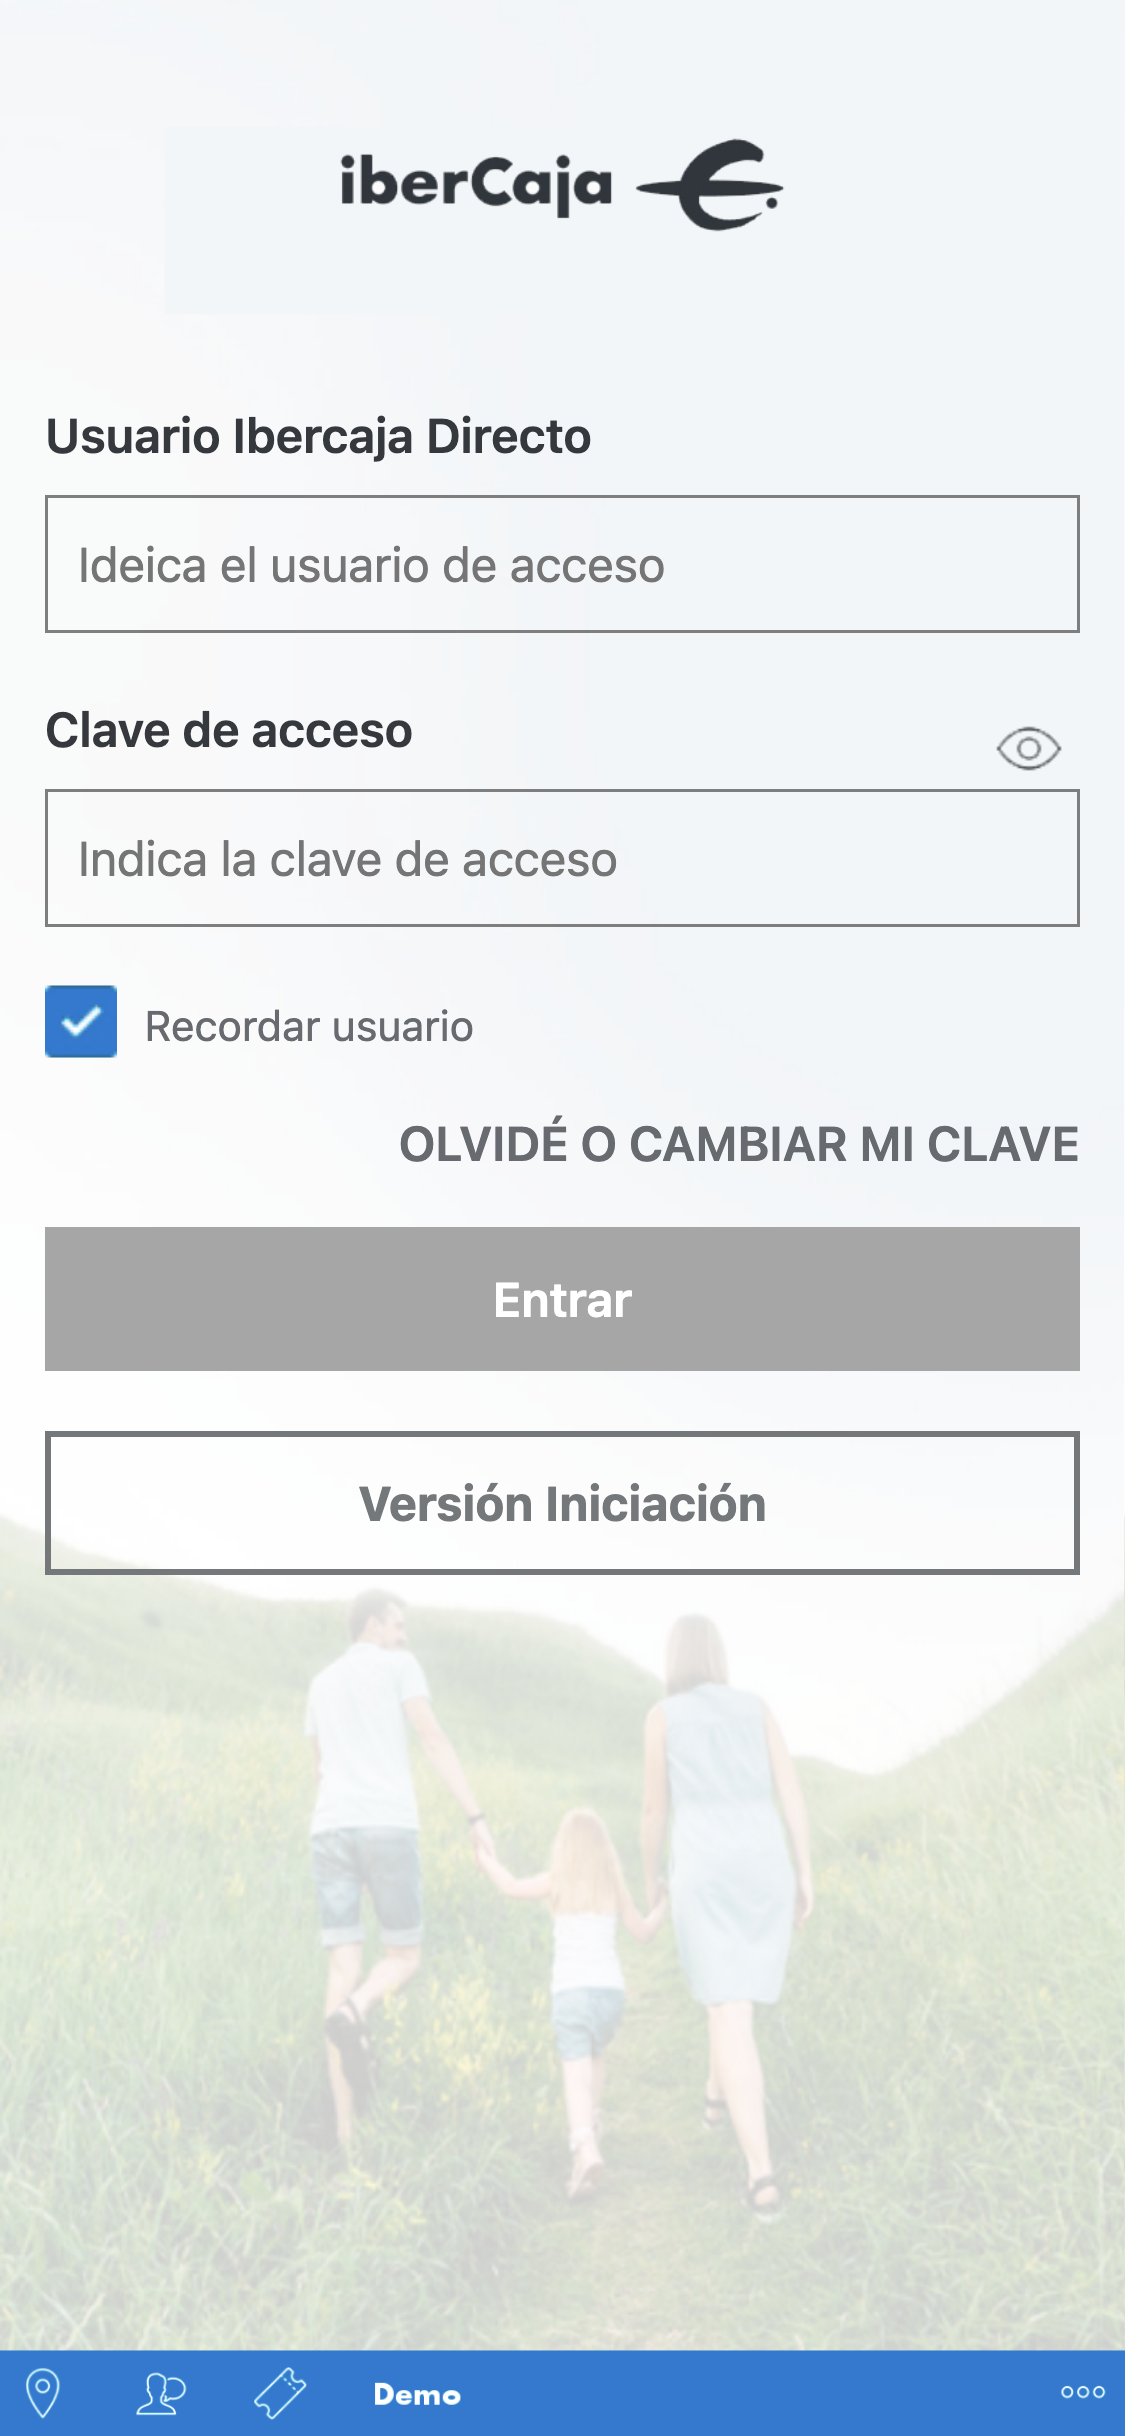 iberCaja
Usuario Ibercaja Directo
Ideica el usuario de acceso
Clave de acceso
Indica la clave de acceso
Recordar usuario
OLVIDÉ O CAMBIAR MI CLAVE
Entrar
Versión Iniciación
Demo